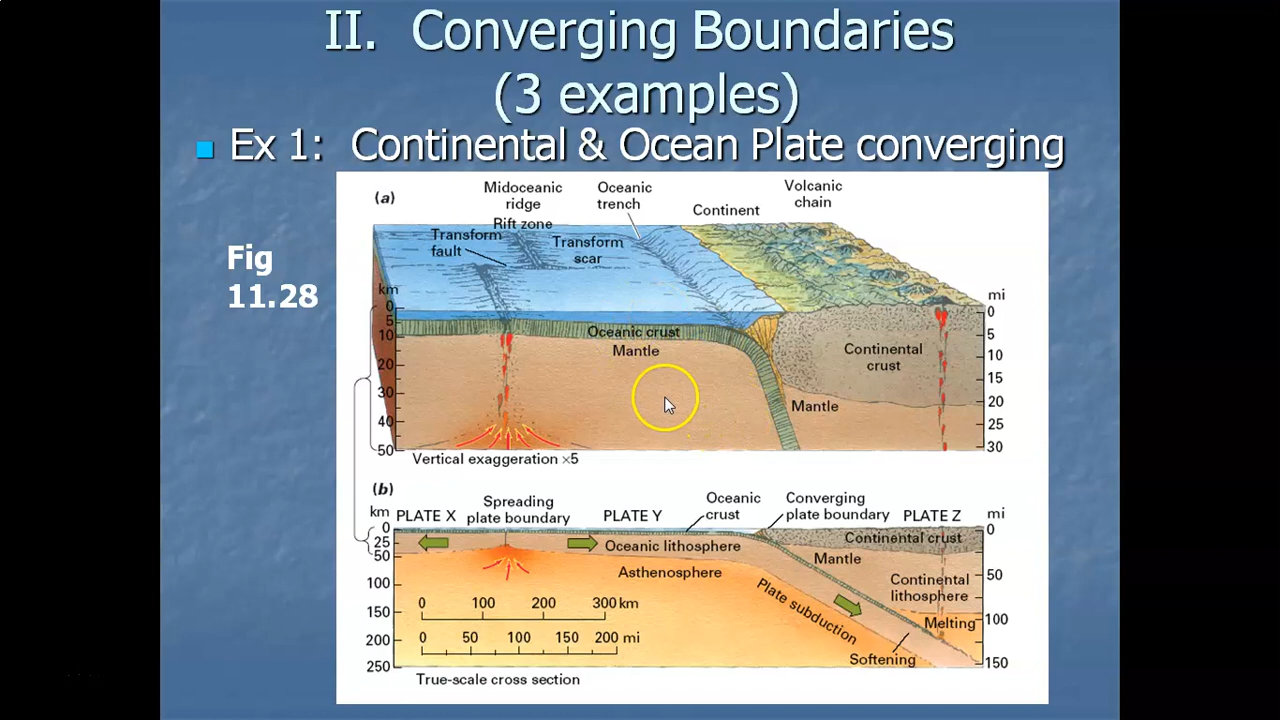 II. Converging Boundaries
(3 examples)
Ex 1: Continental & Ocean Plate converging
Fig
11.28
(a)
Midoceanic
ridge
Rift zone
Oceanic
trench
Continent
Volcanic
chain
Transform
fault
Transform
scar
km
0
5
10
20
30
40
50
mi
0
5
10
15
20
25
30
Oceanic crust
Mantle
Continental
crust
Mantle
Vertical exaggeration ×5
(b)
km
0
25
50
100
150
200
250
PLATE X
Spreading
plate boundary
PLATE Y
Oceanic
crust
Converging
plate boundary
PLATE Z
mi
0
50
100
150
Oceanic lithosphere
Asthenosphere
Continental crust
Mantle
Continental
lithosphere
Plate subduction
Melting
Softening
0 100 200 300 km
0 50 100 150 200 mi
True-scale cross section